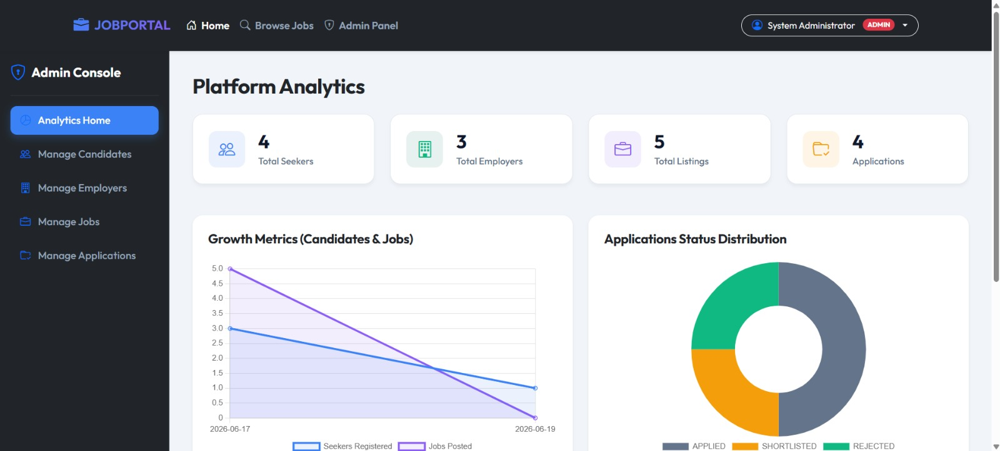 JOBPORTAL Home Browse Jobs Admin Panel System Administrator ADMIN
Admin Console
Analytics Home
Manage Candidates
Manage Employers
Manage Jobs
Manage Applications
Platform Analytics
4
Total Seekers
3
Total Employers
5
Total Listings
4
Applications
Growth Metrics (Candidates & Jobs)
5.0
4.5
4.0
3.5
3.0
2.5
2.0
1.5
1.0
0.5
0
2026-06-17 2026-06-19
Seekers Registered Jobs Posted
Applications Status Distribution
APPLIED SHORTLISTED REJECTED